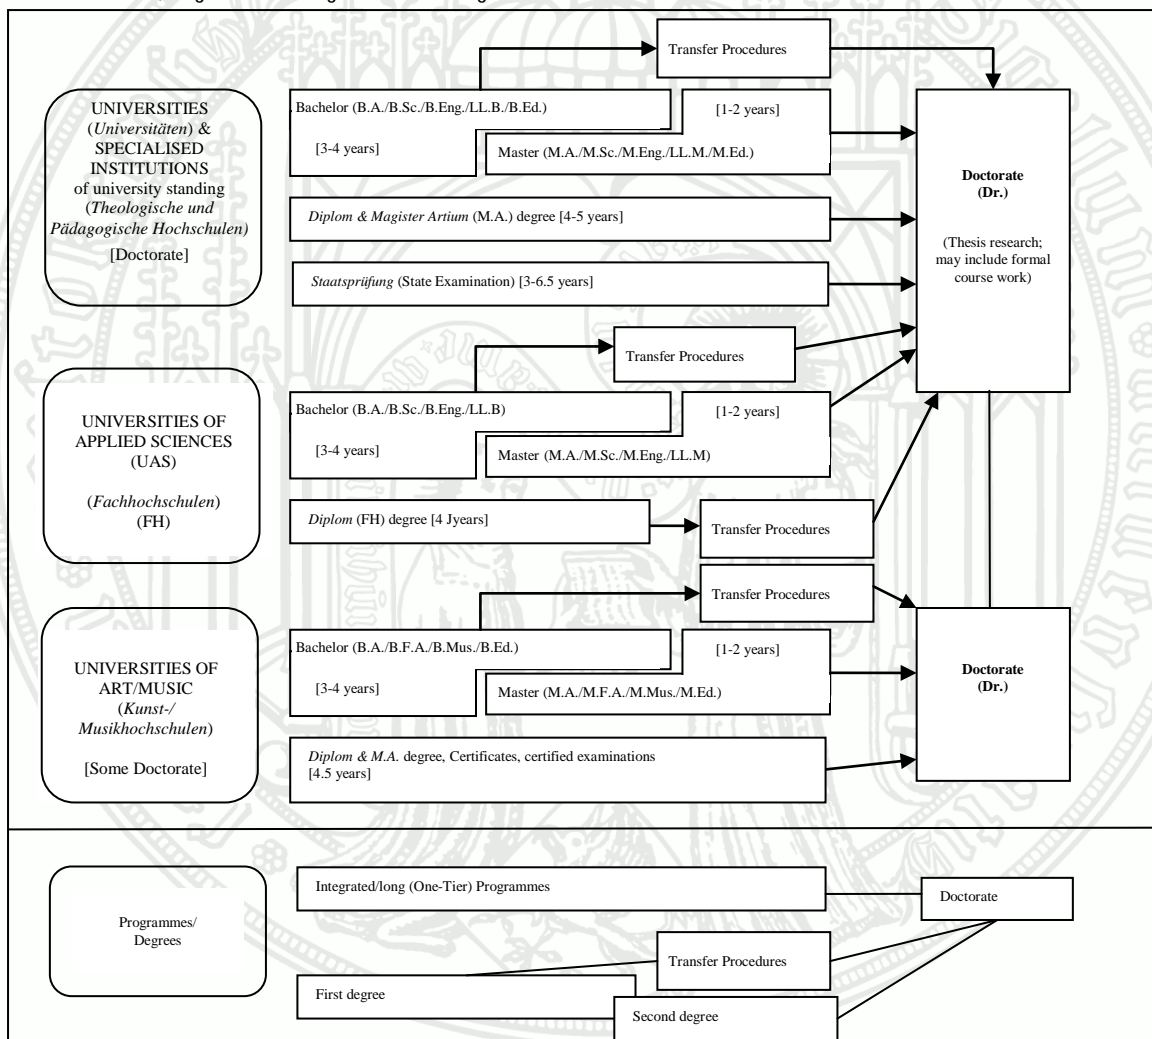 Transfer Procedures
UNIVERSITIES
(Universitäten) &
SPECIALISED
INSTITUTIONS
of university standing
(Theologische und
Pädagogische Hochschulen)
[Doctorate]
. Bachelor (B.A./B.Sc./B.Eng./LL.B./B.Ed.)
[3-4 years]
[1-2 years]
Master (M.A./M.Sc./M.Eng./LL.M./M.Ed.)
Diplom & Magister Artium (M.A.) degree [4-5 years]
Staatsprüfung (State Examination) [3-6.5 years]
Doctorate
(Dr.)
(Thesis research;
may include formal
course work)
Transfer Procedures
UNIVERSITIES OF
APPLIED SCIENCES
(UAS)
(Fachhochschulen)
(FH)
. Bachelor (B.A./B.Sc./B.Eng./LL.B)
[3-4 years]
[1-2 years]
Master (M.A./M.Sc./M.Eng./LL.M)
Diplom (FH) degree [4 Jyears]
Transfer Procedures
Transfer Procedures
UNIVERSITIES OF
ART/MUSIC
(Kunst-/
Musikhochschulen)
[Some Doctorate]
. Bachelor (B.A./B.F.A./B.Mus./B.Ed.)
[3-4 years]
[1-2 years]
Master (M.A./M.F.A./M.Mus./M.Ed.)
Diplom & M.A. degree, Certificates, certified examinations
[4.5 years]
Doctorate
(Dr.)
Programmes/
Degrees
Integrated/long (One-Tier) Programmes
Doctorate
Transfer Procedures
First degree
Second degree